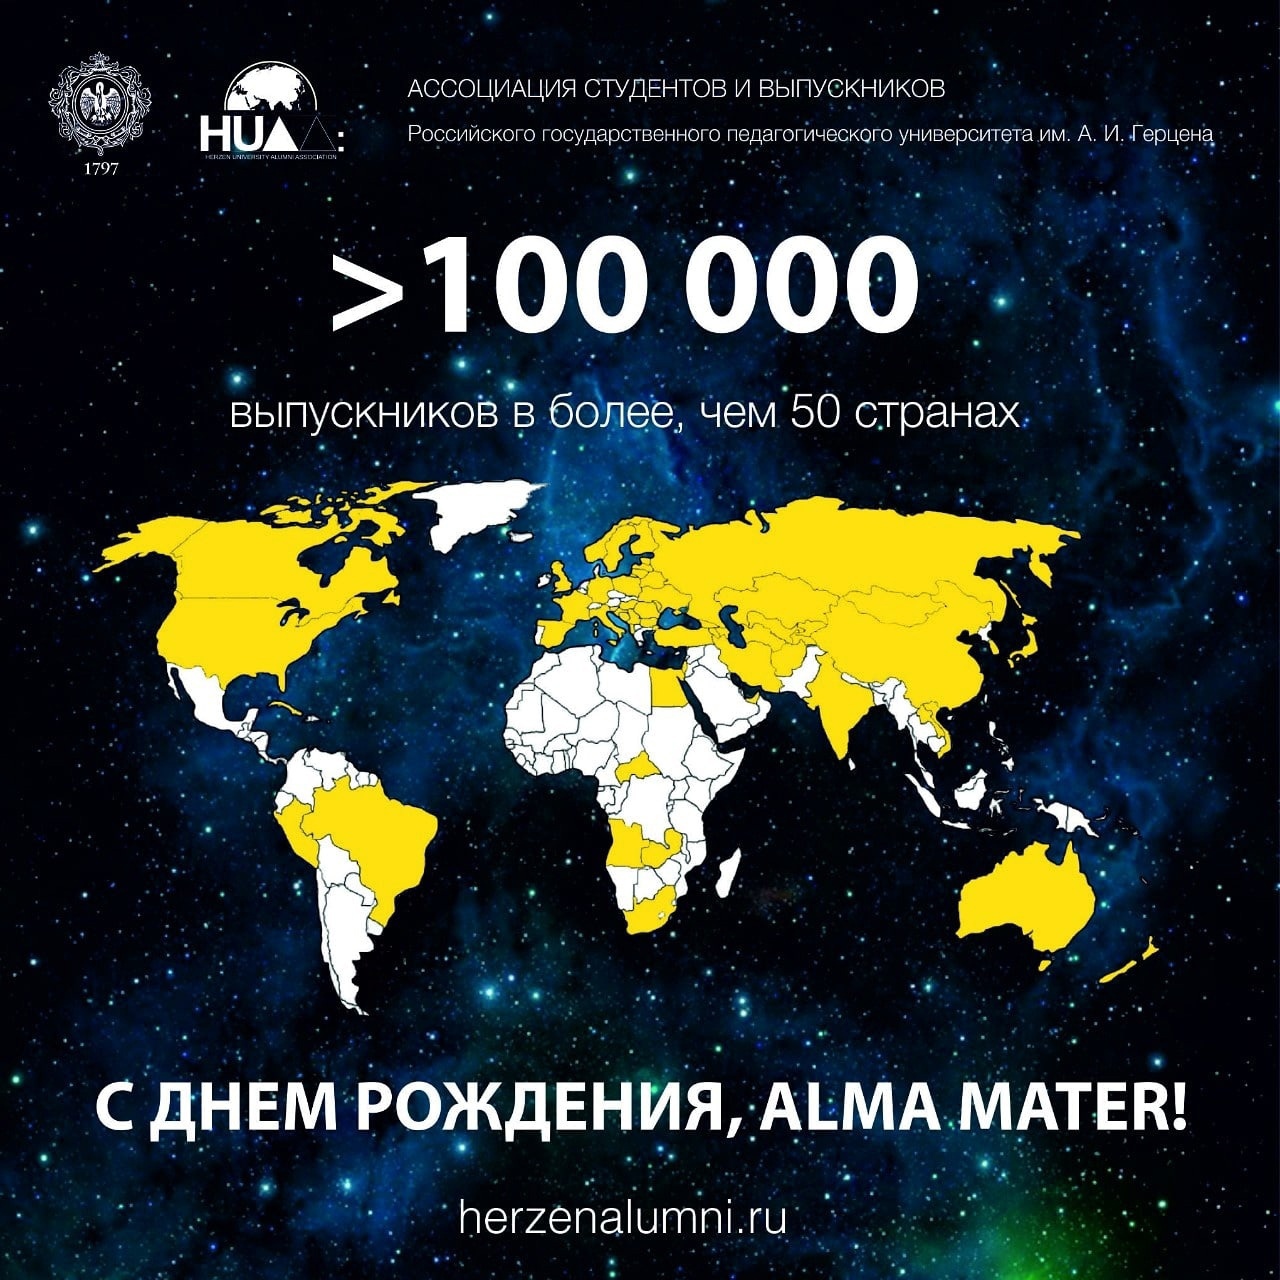 1797
HUAA:
HERZEN UNIVERSITY ALUMNI ASSOCIATION
АССОЦИАЦИЯ СТУДЕНТОВ И ВЫПУСКНИКОВ
Российского государственного педагогического университета им. А. И. Герцена
>100 000
выпускников в более, чем 50 странах
С ДНЕМ РОЖДЕНИЯ, ALMA MATER!
herzenalumni.ru